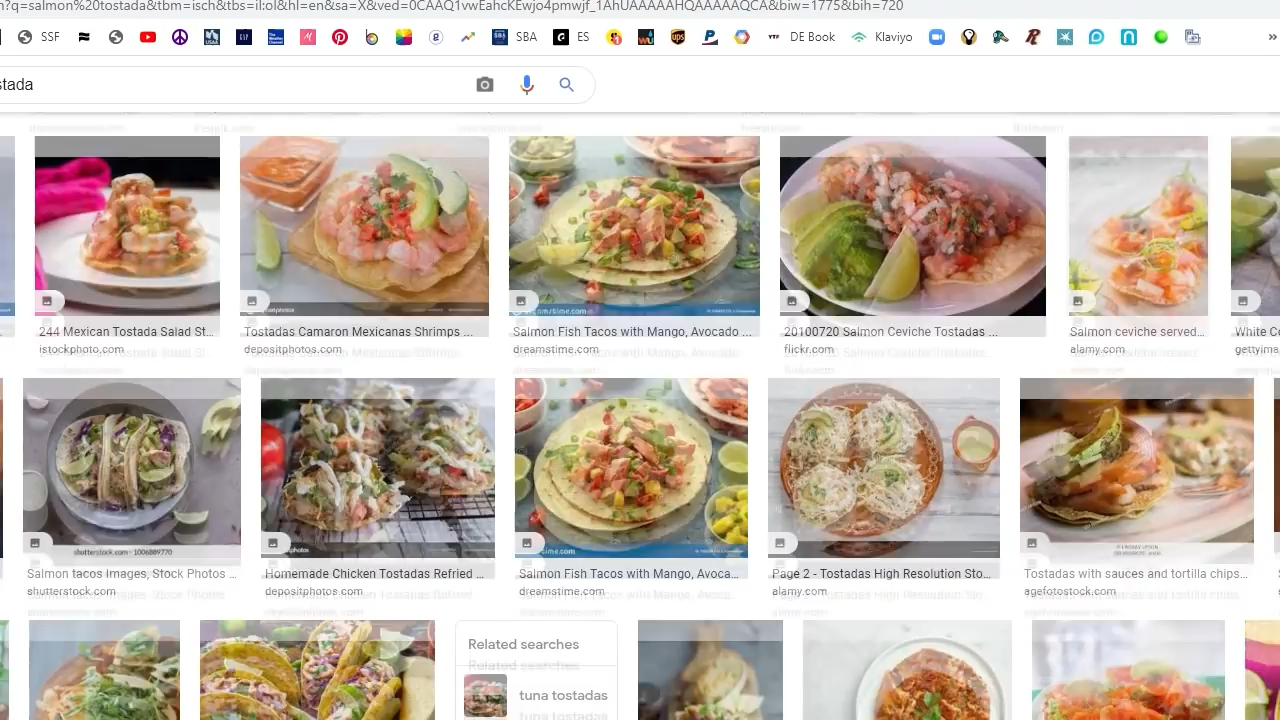 n?q=salmon%20tostada&tbm=isch&tbs=il:ol&hl=en&sa=X&ved=0CAAQ1vwEahcKEwjo4pmwjf_1AhUAAAAAHQAAAAAQCA&biw=1775&bih=720
SSF
SBA
ES
DE Book
Klaviyo
»
stada
244 Mexican Tostada Salad St...
istockphoto.com
Tostadas Camaron Mexicanas Shrimps ...
depositphotos.com
Salmon Fish Tacos with Mango, Avocado ...
dreamstime.com
20100720 Salmon Ceviche Tostadas ...
flickr.com
Salmon ceviche served...
alamy.com
White C
gettyima
shutterstock.com · 1006889770
Salmon tacos Images, Stock Photos ...
shutterstock.com
Homemade Chicken Tostadas Refried ...
depositphotos.com
Salmon Fish Tacos with Mango, Avoca...
dreamstime.com
Page 2 - Tostadas High Resolution Sto...
alamy.com
Tostadas with sauces and tortilla chips...
agefotostock.com
Related searches
tuna tostadas